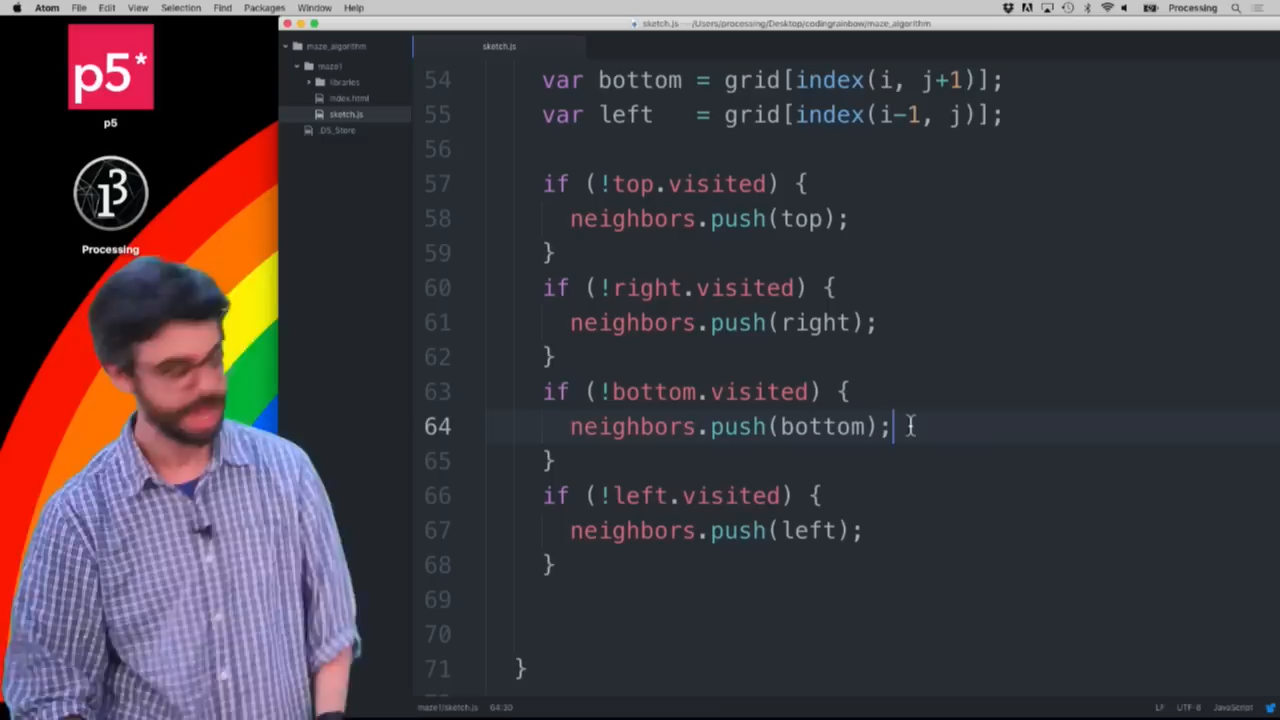 Atom File Edit View Selection Find Packages Window Help
Processing
sketch.js — /Users/processing/Desktop/codingrainbow/maze_algorithm
p5*
p5
Processing
maze_algorithm
maze1
libraries
index.html
sketch.js
.DS_Store
sketch.js
54 var bottom = grid[index(i, j+1)];
55 var left   = grid[index(i-1, j)];
56
57 if (!top.visited) {
58 neighbors.push(top);
59 }
60 if (!right.visited) {
61 neighbors.push(right);
62 }
63 if (!bottom.visited) {
64 neighbors.push(bottom);
65 }
66 if (!left.visited) {
67 neighbors.push(left);
68 }
69
70
71 }
maze1/sketch.js 64:30
LF UTF-8 JavaScript